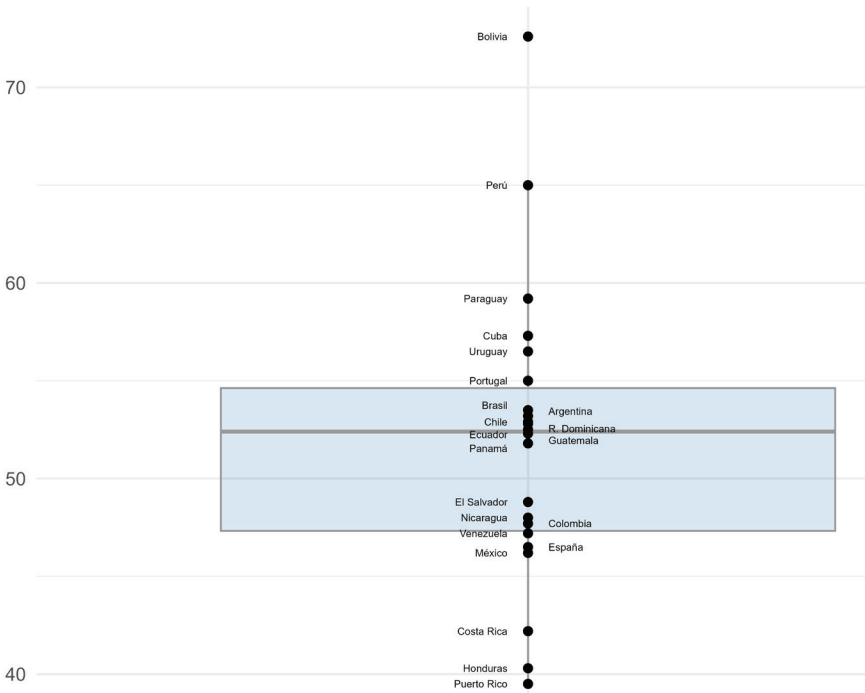 Bolivia
70
Perú
60
Paraguay
Cuba
Uruguay
Portugal
Brasil
Argentina
Chile
R. Dominicana
Ecuador
Guatemala
Panamá
50
El Salvador
Nicaragua
Colombia
Venezuela
España
México
Costa Rica
Honduras
40
Puerto Rico